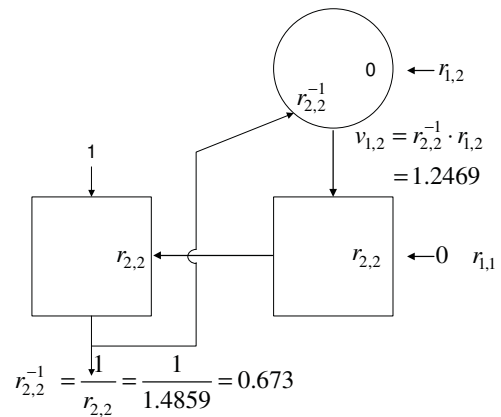 0
r_{1,2}
r_{2,2}^{-1}
v_{1,2} = r_{2,2}^{-1} · r_{1,2}
= 1.2469
1
r_{2,2}
r_{2,2}
0 r_{1,1}
r_{2,2}^{-1} = \frac{1}{r_{2,2}} = \frac{1}{1.4859} = 0.673